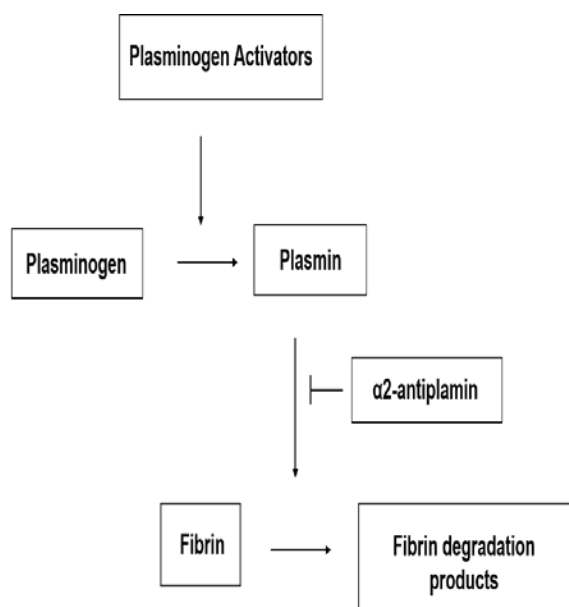 Plasminogen Activators
Plasminogen
Plasmin
α2-antiplamin
Fibrin
Fibrin degradation
products